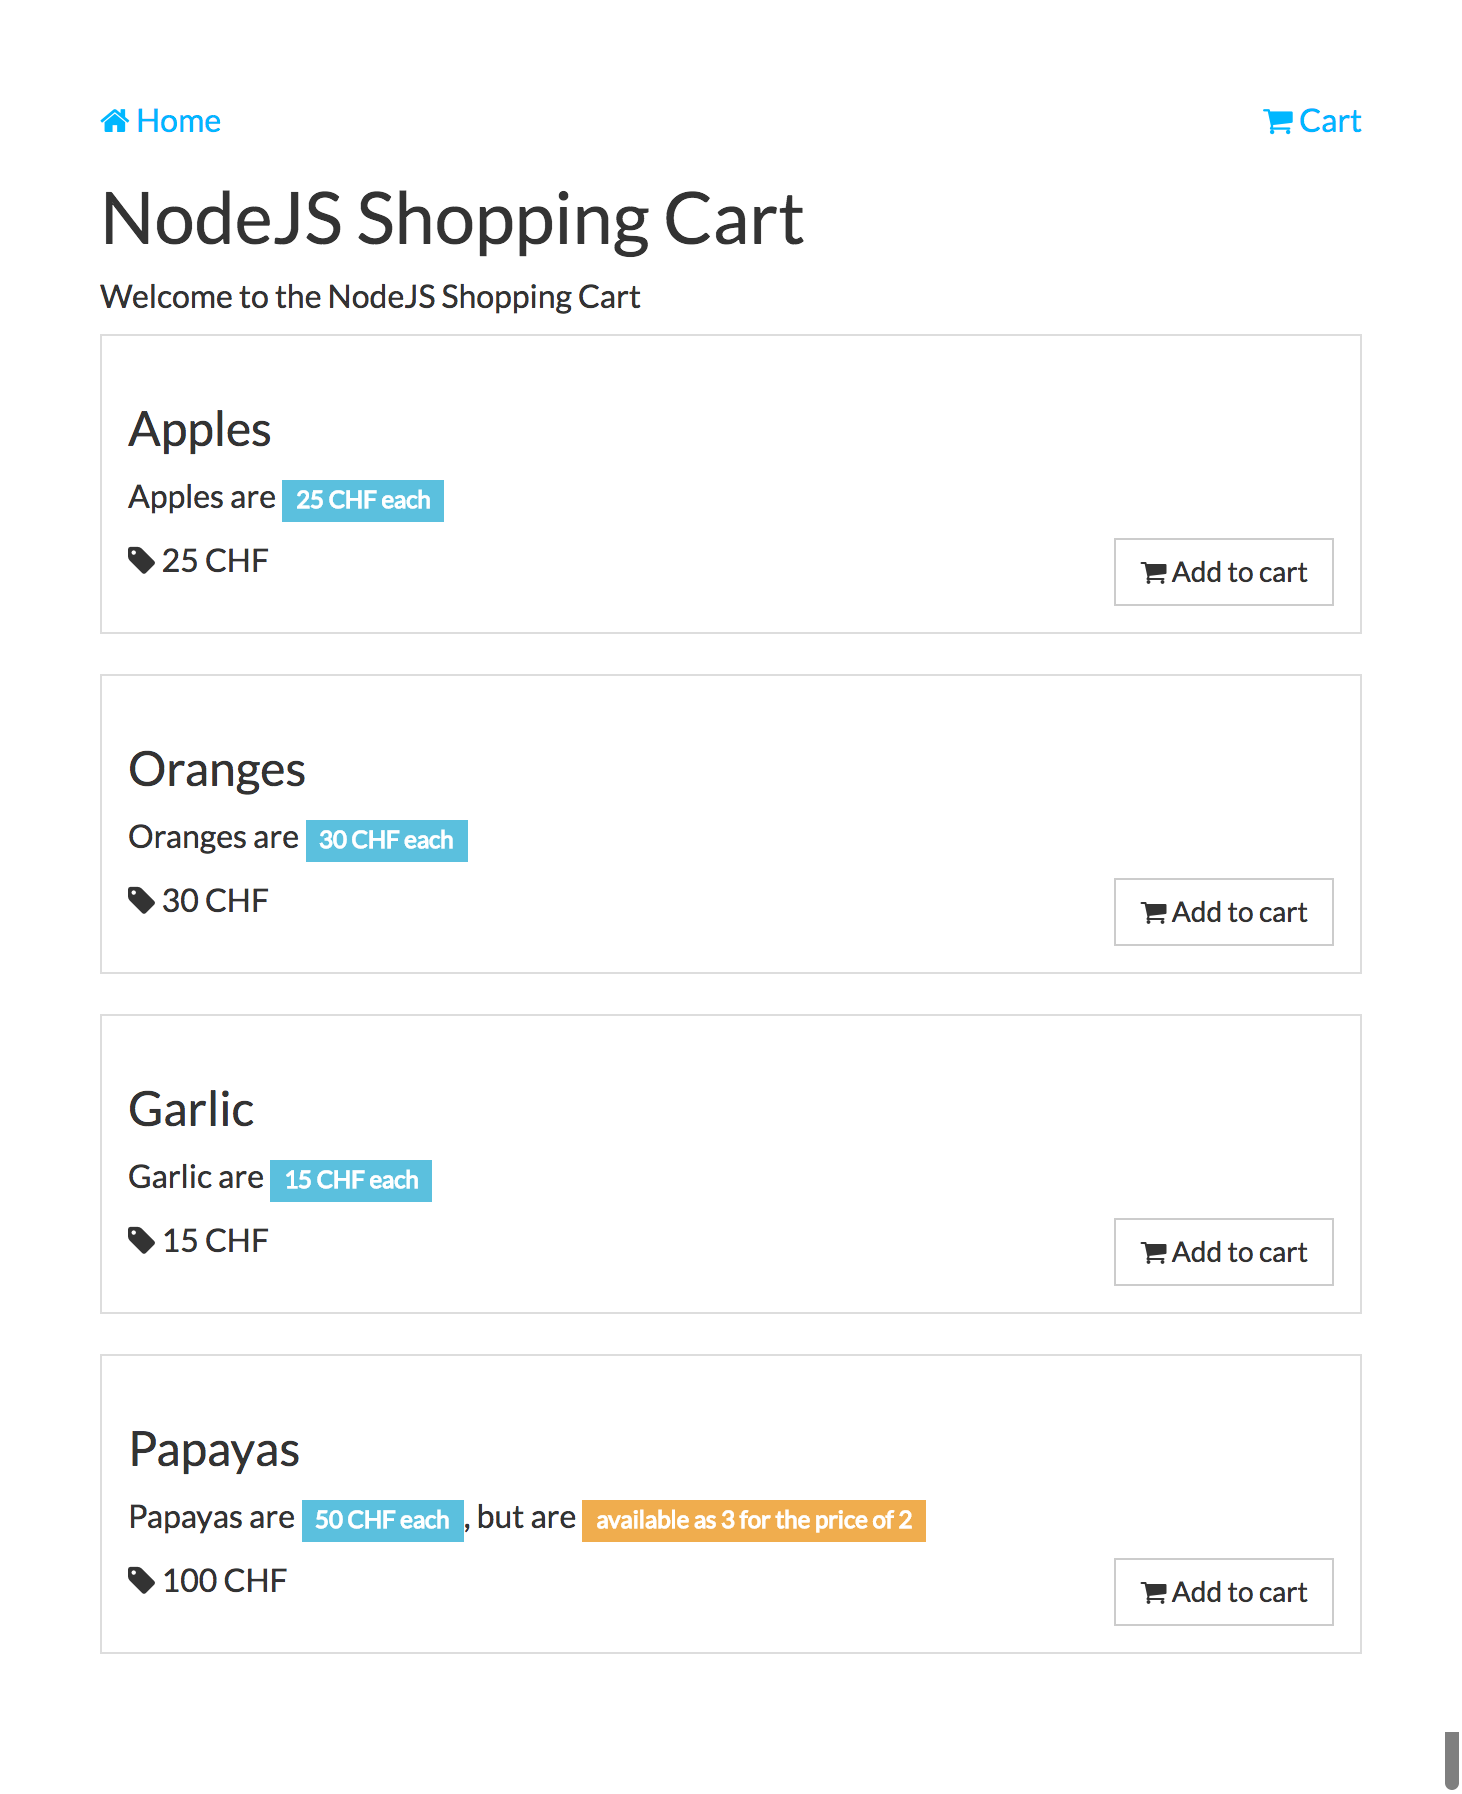 Home Cart
NodeJS Shopping Cart
Welcome to the NodeJS Shopping Cart
Apples
Apples are 25 CHF each
25 CHF
Add to cart
Oranges
Oranges are 30 CHF each
30 CHF
Add to cart
Garlic
Garlic are 15 CHF each
15 CHF
Add to cart
Papayas
Papayas are 50 CHF each, but are available as 3 for the price of 2
100 CHF
Add to cart